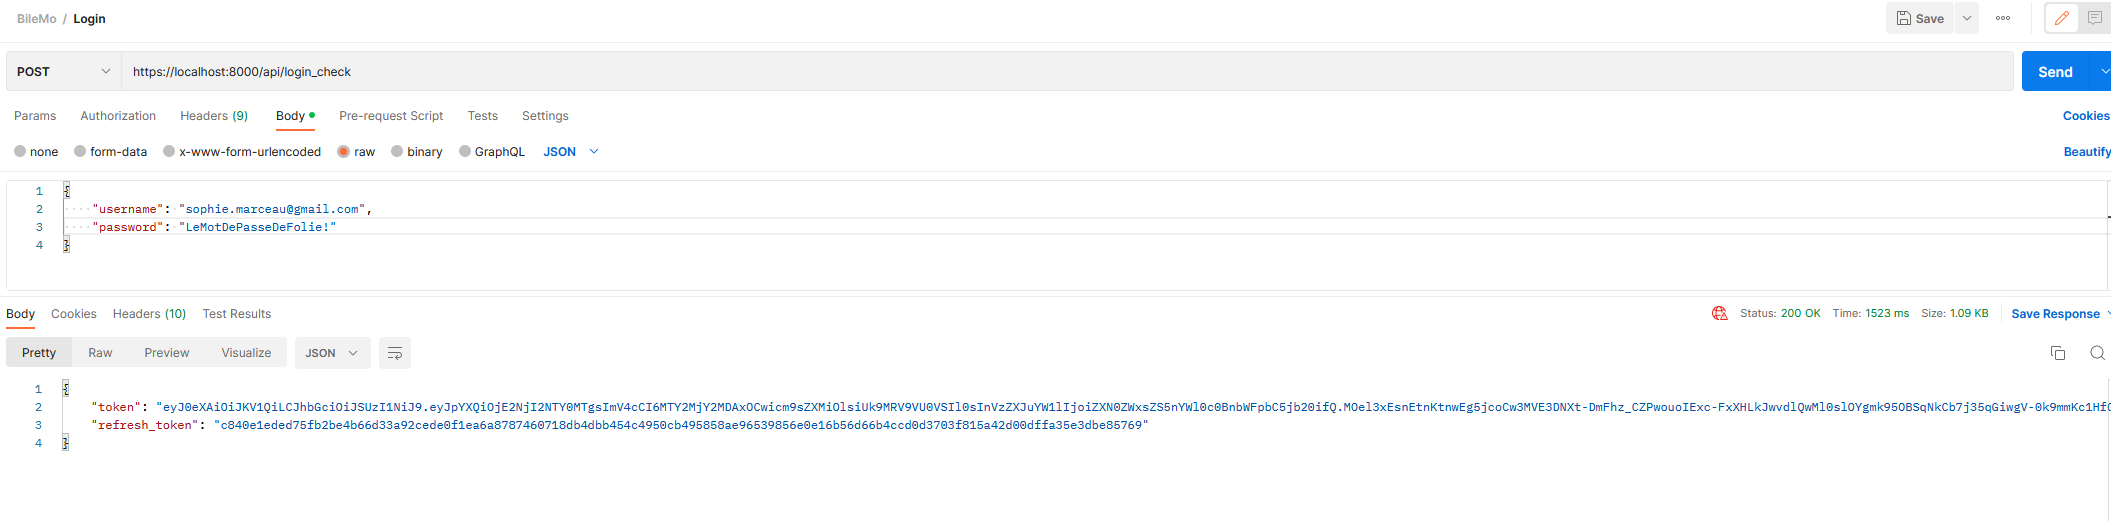 BileMo / Login
Save
POST
https://localhost:8000/api/login_check
Send
Params Authorization Headers (9) Body Pre-request Script Tests Settings
Cookies
none form-data x-www-form-urlencoded raw binary GraphQL JSON
Beautify
1 {
2 "username": "sophie.marceau@gmail.com",
3 "password": "LeMotDePasseDeFolie!"
4 }
Body Cookies Headers (10) Test Results
Status: 200 OK Time: 1523 ms Size: 1.09 KB Save Response
Pretty Raw Preview Visualize JSON
1 {
2 "token": "eyJ0eXAiOiJKV1QiLCJhbGciOiJSUzI1NiJ9.eyJpYXQiOjE2NjI2NTY0MTgsImV4cCI6MTY2MjY2MDAxOCwicm9sZXMiOlsiUk9MRV9VU0VSIl0sInVzZXJuYW1lIjoiZXN0ZWxsZS5nYWl0c0BnbWFpbC5jb20ifQ.MOel3xEsnEtnKtnwEg5jcoCw3MVE3DNXt-DmFhz_CZPwouoIExc-FxXHLkJwvdlQwMl0slOYgmk95OBSqNkCb7j35qGiwgV-0k9mmKc1Hf
3 "refresh_token": "c840e1eded75fb2be4b66d33a92cede0f1ea6a8787460718db4dbb454c4950cb495858ae96539856e0e16b56d66b4ccd0d3703f815a42d00dffa35e3dbe85769"
4 }